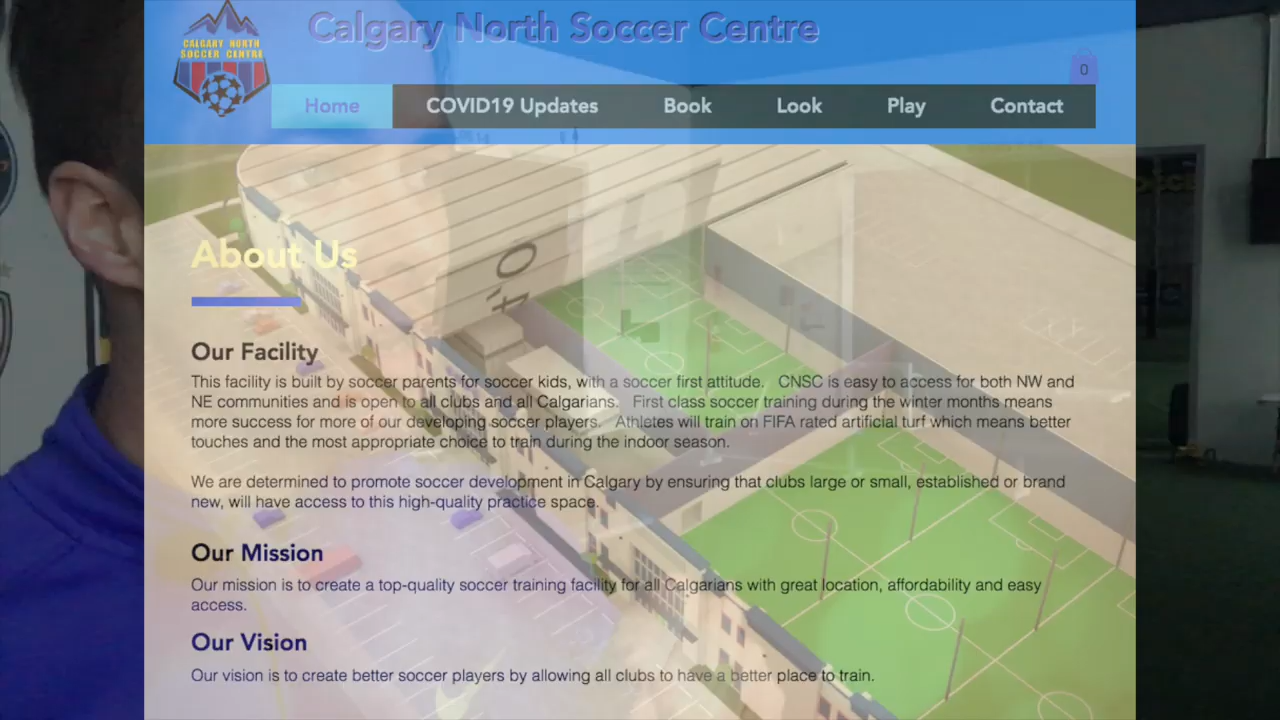 CALGARY NORTH
SOCCER CENTRE
Calgary North Soccer Centre
0
Home COVID19 Updates Book Look Play Contact
About Us
Our Facility
This facility is built by soccer parents for soccer kids, with a soccer first attitude. CNSC is easy to access for both NW and
NE communities and is open to all clubs and all Calgarians. First class soccer training during the winter months means
more success for more of our developing soccer players. Athletes will train on FIFA rated artificial turf which means better
touches and the most appropriate choice to train during the indoor season.
We are determined to promote soccer development in Calgary by ensuring that clubs large or small, established or brand
new, will have access to this high-quality practice space.
Our Mission
Our mission is to create a top-quality soccer training facility for all Calgarians with great location, affordability and easy
access.
Our Vision
Our vision is to create better soccer players by allowing all clubs to have a better place to train.